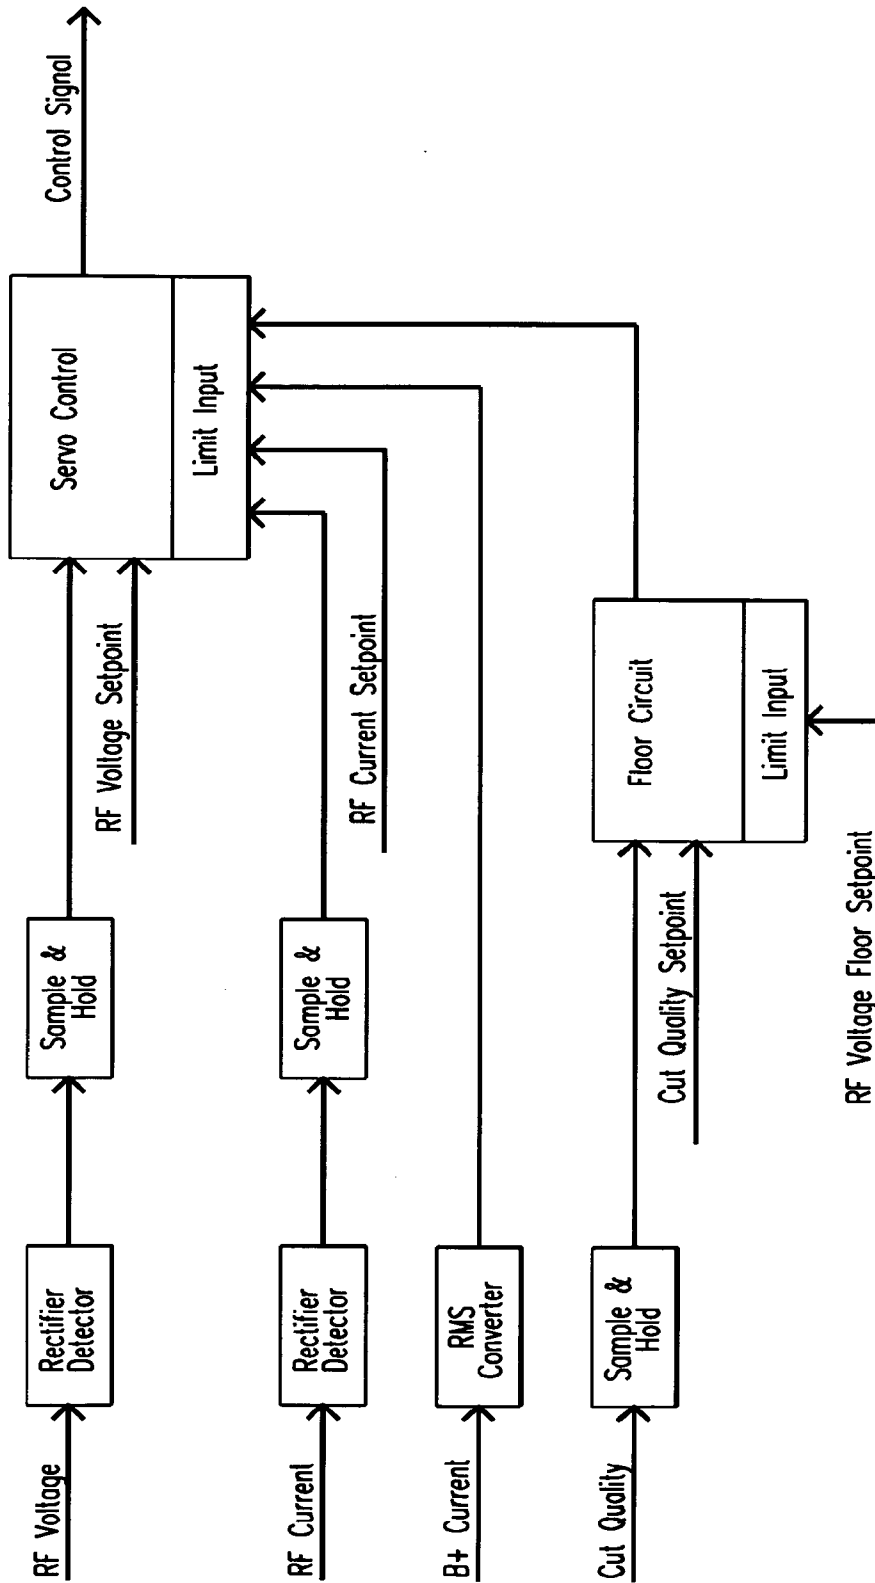 RF Voltage
Rectifier
Detector
Sample &
Hold
RF Voltage Setpoint
Servo Control
Limit Input
Control Signal
RF Current
Rectifier
Detector
Sample &
Hold
RF Current Setpoint
B+ Current
RMS
Converter
Cut Quality
Sample &
Hold
Cut Quality Setpoint
Floor Circuit
Limit Input
RF Voltage Floor Setpoint